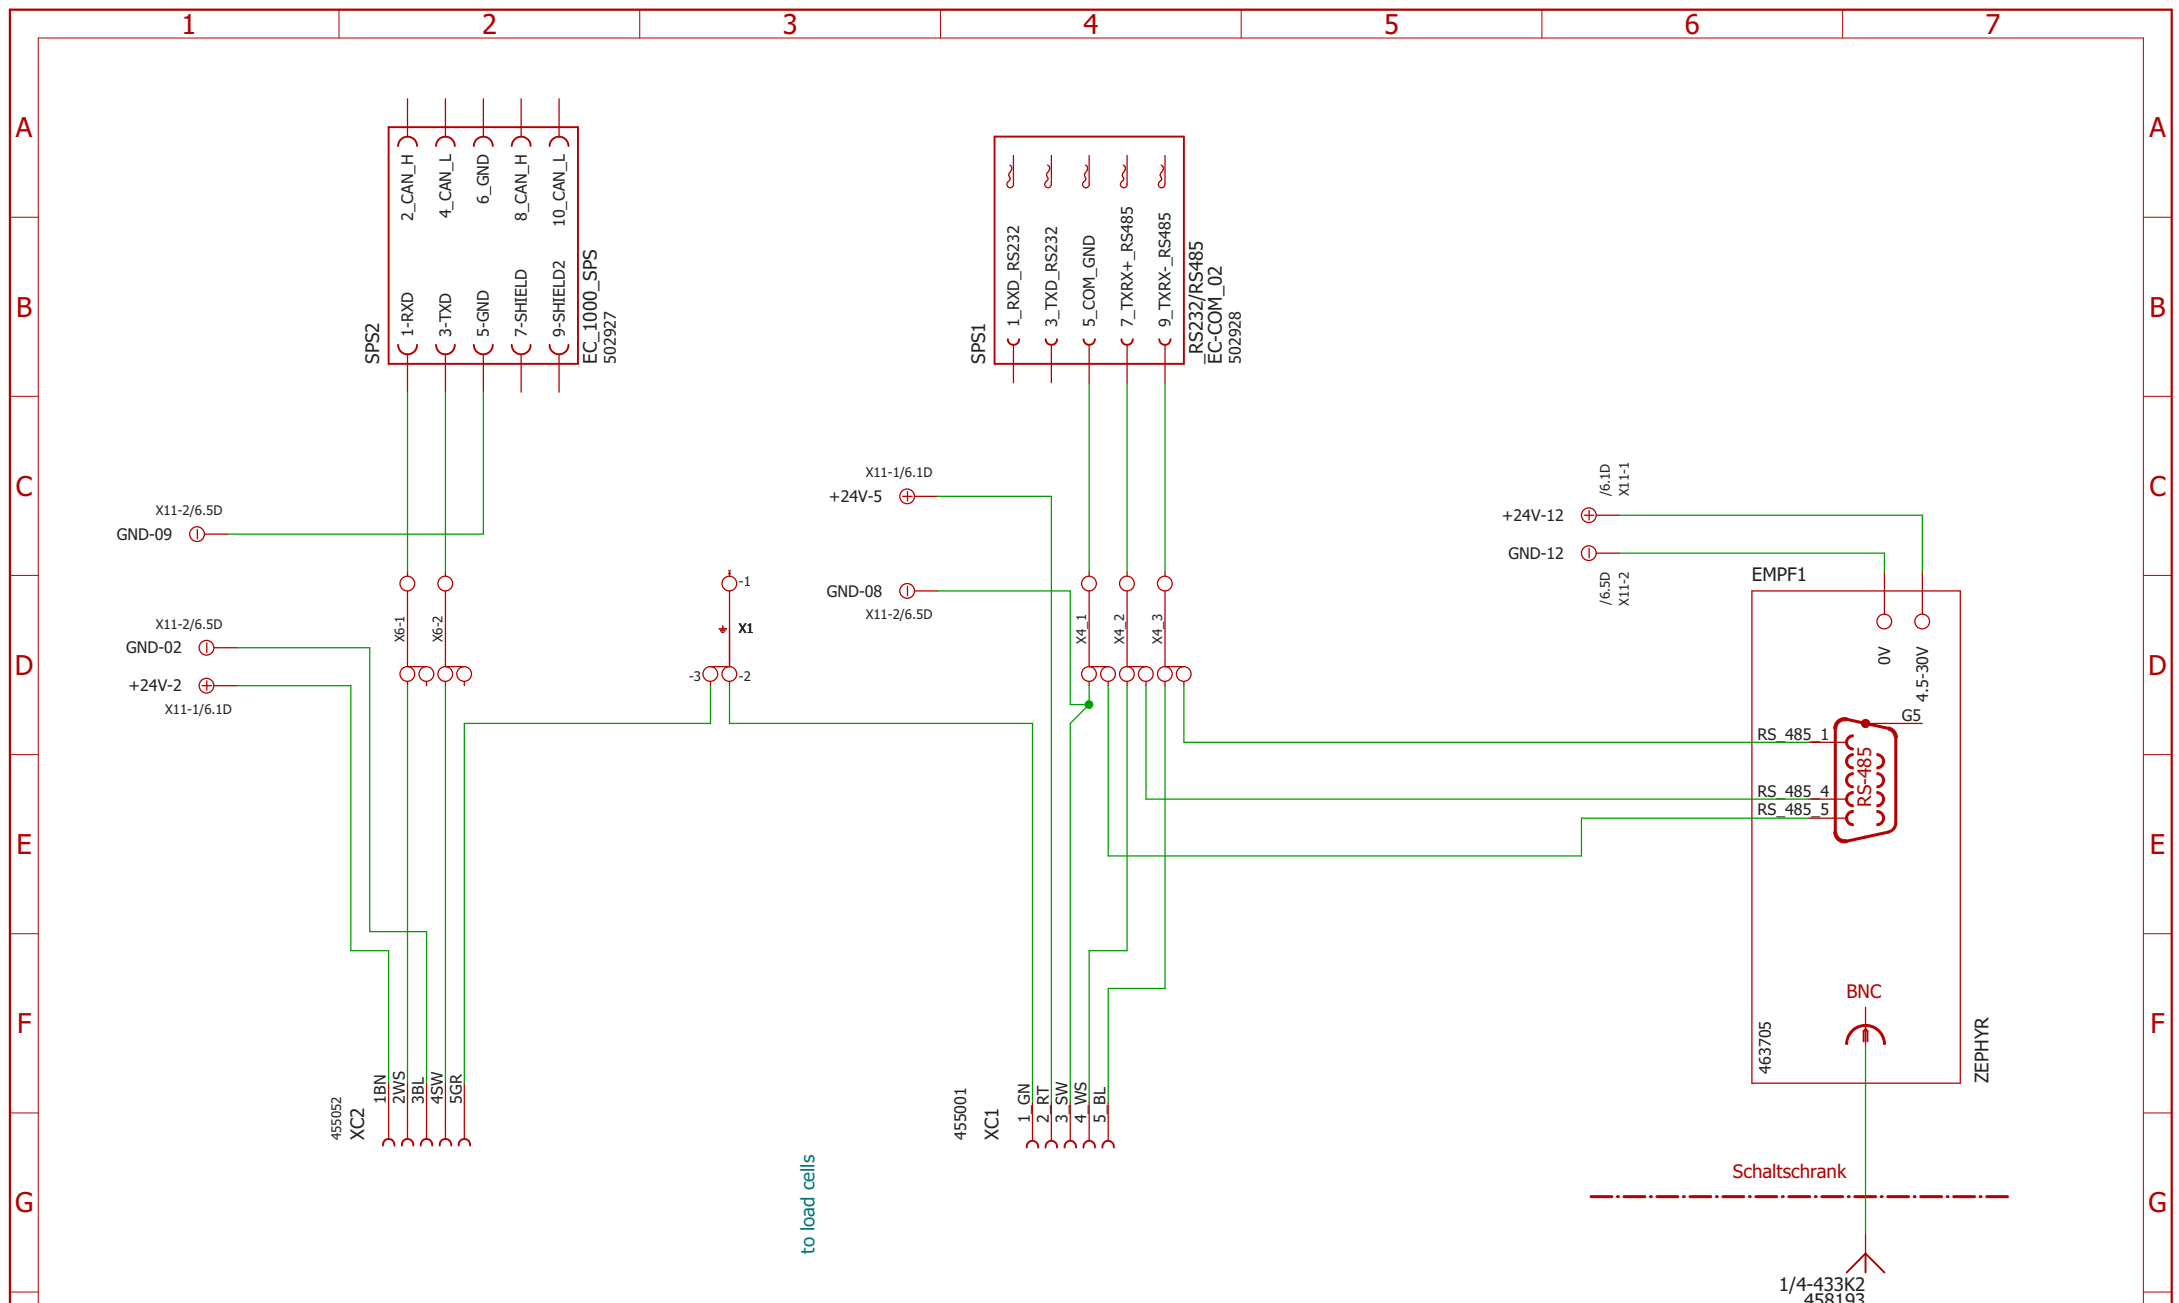 1 2 3 4 5 6 7
A A
B B
C C
D D
E E
F F
G G
2_CAN_H
4_CAN_L
6_GND
8_CAN_H
10_CAN_L
1-RXD
3-TXD
5-GND
7-SHIELD
9-SHIELD2
SPS2
EC_1000_SPS
502927
1_RXD_RS232
3_TXD_RS232
5_COM_GND
7_TXRX+_RS485
9_TXRX-_RS485
SPS1
_RS232/RS485
EC-COM_02
502928
X11-2/6.5D
GND-09
X11-2/6.5D
GND-02
+24V-2
X11-1/6.1D
X6-1
X6-2
-1
X1
-3
-2
X11-1/6.1D
+24V-5
GND-08
X11-2/6.5D
X4_1
X4_2
X4_3
/6.1D
X11-1
+24V-12
GND-12
/6.5D
X11-2
EMPF1
0V
4.5-30V
G5
RS_485_1
RS_485_4
RS_485_5
RS-485
BNC
463705
ZEPHYR
455052
XC2
1BN
2WS
3BL
4SW
5GR
455001
XC1
1_GN
2_RT
3_SW
4_WS
5_BL
to load cells
Schaltschrank
1/4-433K2
458193